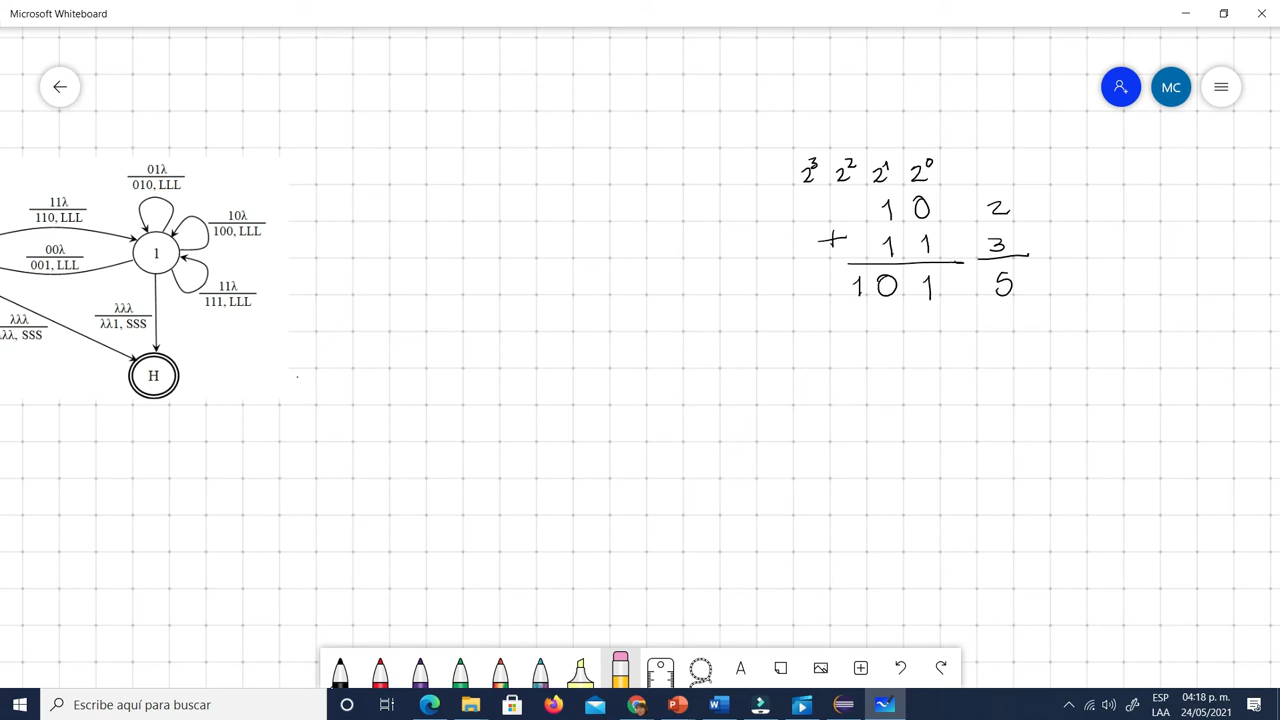 Microsoft Whiteboard
MC
01λ
010, LLL
11λ
110, LLL
10λ
100, LLL
1
00λ
001, LLL
11λ
111, LLL
λλλ
λλ1, SSS
λλλ
λλ, SSS
H
2³ 2² 2¹ 2⁰
1 0 2
+ 1 1 3
1 0 1 5
A
Escribe aquí para buscar
ESP
LAA
04:18 p. m.
24/05/2021